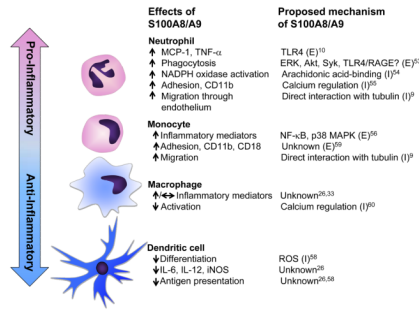 Effects of
S100A8/A9
Proposed mechanism
of S100A8/A9
Pro-Inflammatory
Anti-Inflammatory
Neutrophil
↑ MCP-1, TNF-α TLR4 (E)10
↑ Phagocytosis ERK, Akt, Syk, TLR4/RAGE? (E)5
↑ NADPH oxidase activation Arachidonic acid-binding (I)54
↑ Adhesion, CD11b Calcium regulation (I)55
↑ Migration through Direct interaction with tubulin (I)9
endothelium
Monocyte
↑ Inflammatory mediators NF-κB, p38 MAPK (E)56
↑ Adhesion, CD11b, CD18 Unknown (E)59
↑ Migration Direct interaction with tubulin (I)9
Macrophage
↑/↔ Inflammatory mediators Unknown26,33
↓ Activation Calcium regulation (I)60
Dendritic cell
↓ Differentiation ROS (I)58
↓ IL-6, IL-12, iNOS Unknown26
↓ Antigen presentation Unknown26,58